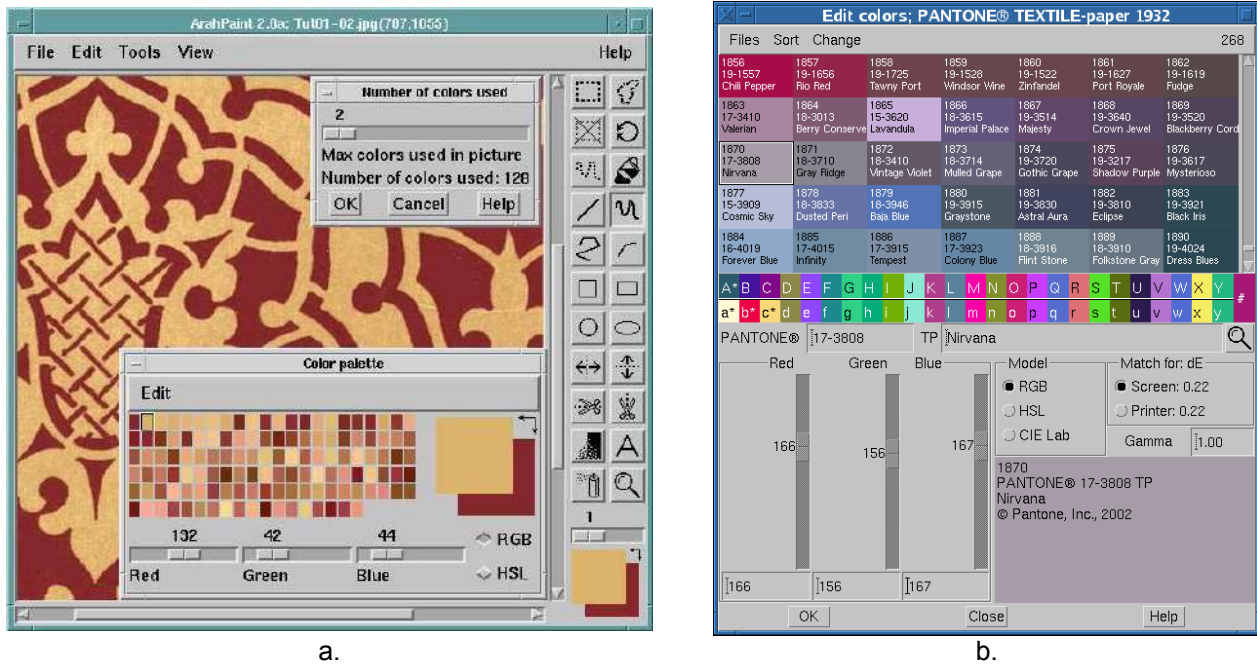 ArahPaint 2.0a: Tut01-02.jpg(707,1055)
File Edit Tools View Help
Number of colors used
2
Max colors used in picture
Number of colors used: 128
OK Cancel Help
A
Color palette
Edit
132 42 44
Red Green Blue
RGB
HSL
1
a.
Edit colors; PANTONE® TEXTILE-paper 1932
Files Sort Change 268
1856 1857 1858 1859 1860 1861 1862
19-1557 19-1656 19-1725 19-1528 19-1522 19-1627 19-1619
Chili Pepper Rio Red Tawny Port Windsor Wine Zinfandel Port Royale Fudge
1863 1864 1865 1866 1867 1868 1869
17-3410 18-3013 15-3620 18-3615 19-3514 19-3640 19-3520
Valerian Berry Conserve Lavandula Imperial Palace Majesty Crown Jewel Blackberry Cord
1870 1871 1872 1873 1874 1875 1876
17-3808 18-3710 18-3410 18-3714 19-3720 19-3217 19-3617
Nirvana Gray Ridge Vintage Violet Mulled Grape Gothic Grape Shadow Purple Mysterioso
1877 1878 1879 1880 1881 1882 1883
15-3909 18-3833 18-3946 19-3915 19-3830 19-3810 19-3921
Cosmic Sky Dusted Peri Baja Blue Graystone Astral Aura Eclipse Black Iris
1884 1885 1886 1887 1888 1889 1890
16-4019 17-4015 17-3915 17-3923 18-3916 18-3910 19-4024
Forever Blue Infinity Tempest Colony Blue Flint Stone Folkstone Gray Dress Blues
A* B C D E F G H I J K L M N O P Q R S T U V W X Y #
a* b* c* d e f g h i j k l m n o p q r s t u v w x y
PANTONE® 17-3808 TP Nirvana
Red Green Blue
166 156 167
166 156 167
Model
RGB
HSL
CIE Lab
Match for: dE
Screen: 0.22
Printer: 0.22
Gamma 1.00
1870
PANTONE® 17-3808 TP
Nirvana
© Pantone, Inc., 2002
OK Close Help
b.